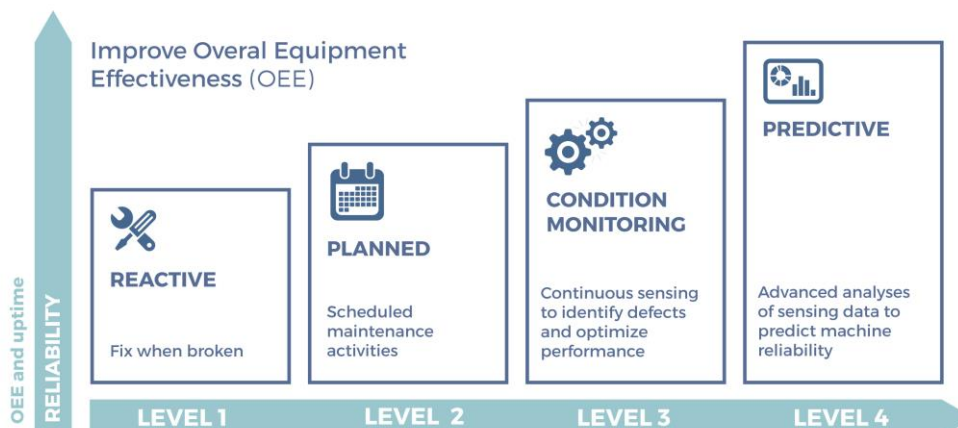 Improve Overal Equipment
Effectiveness (OEE)
REACTIVE
Fix when broken
PLANNED
Scheduled
maintenance
activities
CONDITION
MONITORING
Continuous sensing
to identify defects
and optimize
performance
PREDICTIVE
Advanced analyses
of sensing data to
predict machine
reliability
OEE and uptime
RELIABILITY
LEVEL 1
LEVEL 2
LEVEL 3
LEVEL 4